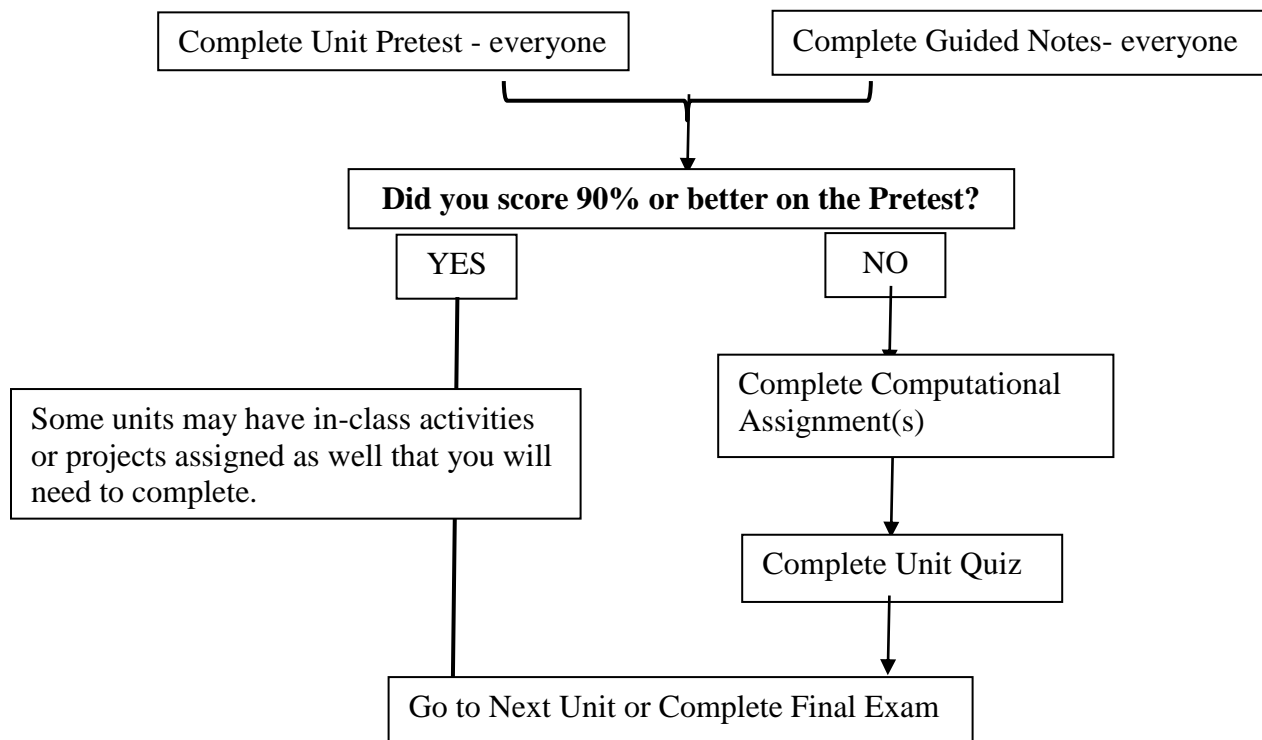 Complete Unit Pretest - everyone
Complete Guided Notes- everyone
Did you score 90% or better on the Pretest?
YES
NO
Some units may have in-class activities
or projects assigned as well that you will
need to complete.
Complete Computational
Assignment(s)
Complete Unit Quiz
Go to Next Unit or Complete Final Exam